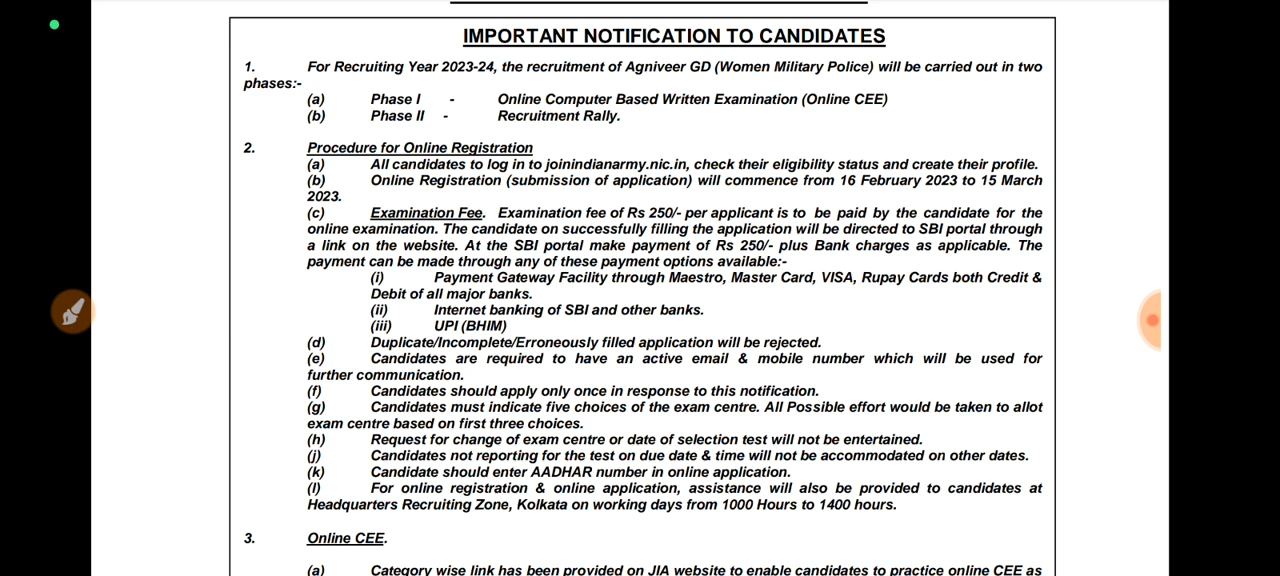 IMPORTANT NOTIFICATION TO CANDIDATES
1. For Recruiting Year 2023-24, the recruitment of Agniveer GD (Women Military Police) will be carried out in two
phases:-
(a) Phase I - Online Computer Based Written Examination (Online CEE)
(b) Phase II - Recruitment Rally.
2. Procedure for Online Registration
(a) All candidates to log in to joinindianarmy.nic.in, check their eligibility status and create their profile.
(b) Online Registration (submission of application) will commence from 16 February 2023 to 15 March
2023.
(c) Examination Fee. Examination fee of Rs 250/- per applicant is to be paid by the candidate for the
online examination. The candidate on successfully filling the application will be directed to SBI portal through
a link on the website. At the SBI portal make payment of Rs 250/- plus Bank charges as applicable. The
payment can be made through any of these payment options available:-
(i) Payment Gateway Facility through Maestro, Master Card, VISA, Rupay Cards both Credit &
Debit of all major banks.
(ii) Internet banking of SBI and other banks.
(iii) UPI (BHIM)
(d) Duplicate/Incomplete/Erroneously filled application will be rejected.
(e) Candidates are required to have an active email & mobile number which will be used for
further communication.
(f) Candidates should apply only once in response to this notification.
(g) Candidates must indicate five choices of the exam centre. All Possible effort would be taken to allot
exam centre based on first three choices.
(h) Request for change of exam centre or date of selection test will not be entertained.
(j) Candidates not reporting for the test on due date & time will not be accommodated on other dates.
(k) Candidate should enter AADHAR number in online application.
(l) For online registration & online application, assistance will also be provided to candidates at
Headquarters Recruiting Zone, Kolkata on working days from 1000 Hours to 1400 hours.
3. Online CEE.
(a) Category wise link has been provided on JIA website to enable candidates to practice online CEE as